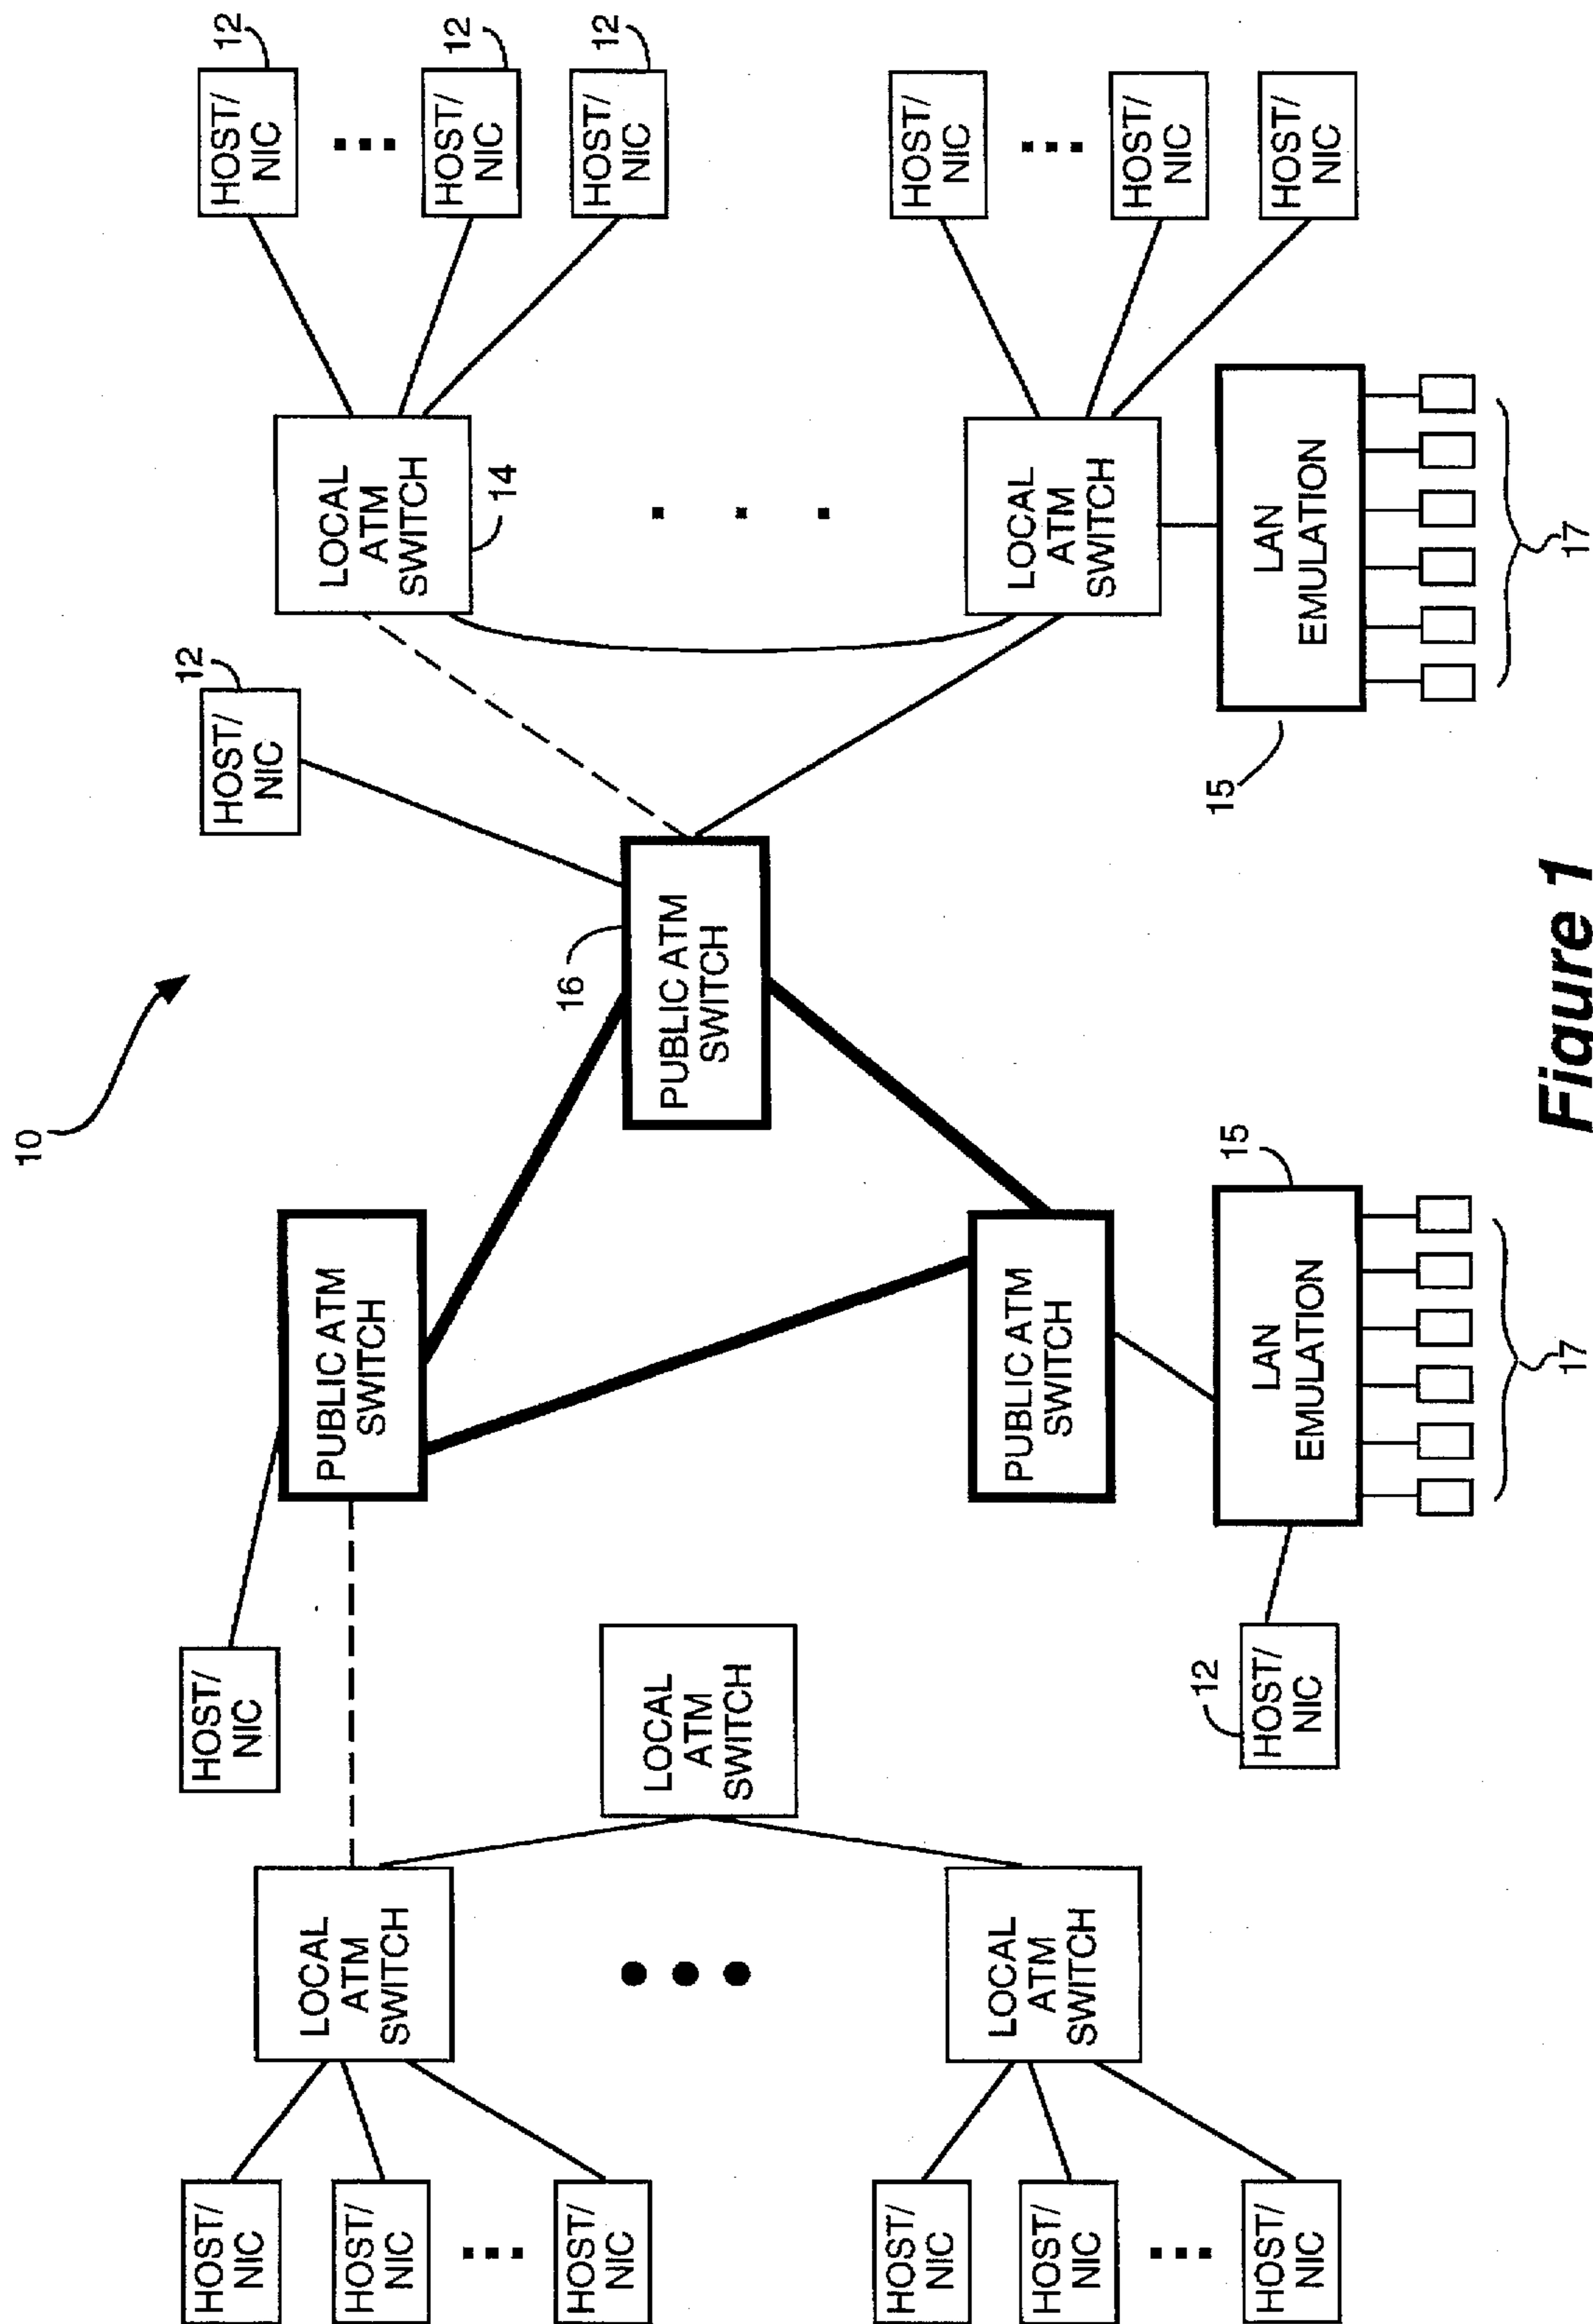 10
12
12
HOST/
NIC
HOST/
NIC
HOST/
NIC
HOST/
NIC
LOCAL
ATM
SWITCH
PUBLIC ATM
SWITCH
LOCAL
ATM
SWITCH
14
HOST/
NIC
12
HOST/
NIC
HOST/
NIC
LOCAL
ATM
SWITCH
16
PUBLIC ATM
SWITCH
12
HOST/
NIC
HOST/
NIC
LOCAL
ATM
SWITCH
PUBLIC ATM
SWITCH
LOCAL
ATM
SWITCH
HOST/
NIC
HOST/
NIC
HOST/
NIC
HOST/
NIC
12
HOST/
NIC
15
LAN
EMULATION
15
LAN
EMULATION
HOST/
NIC
17
17
Figure 1